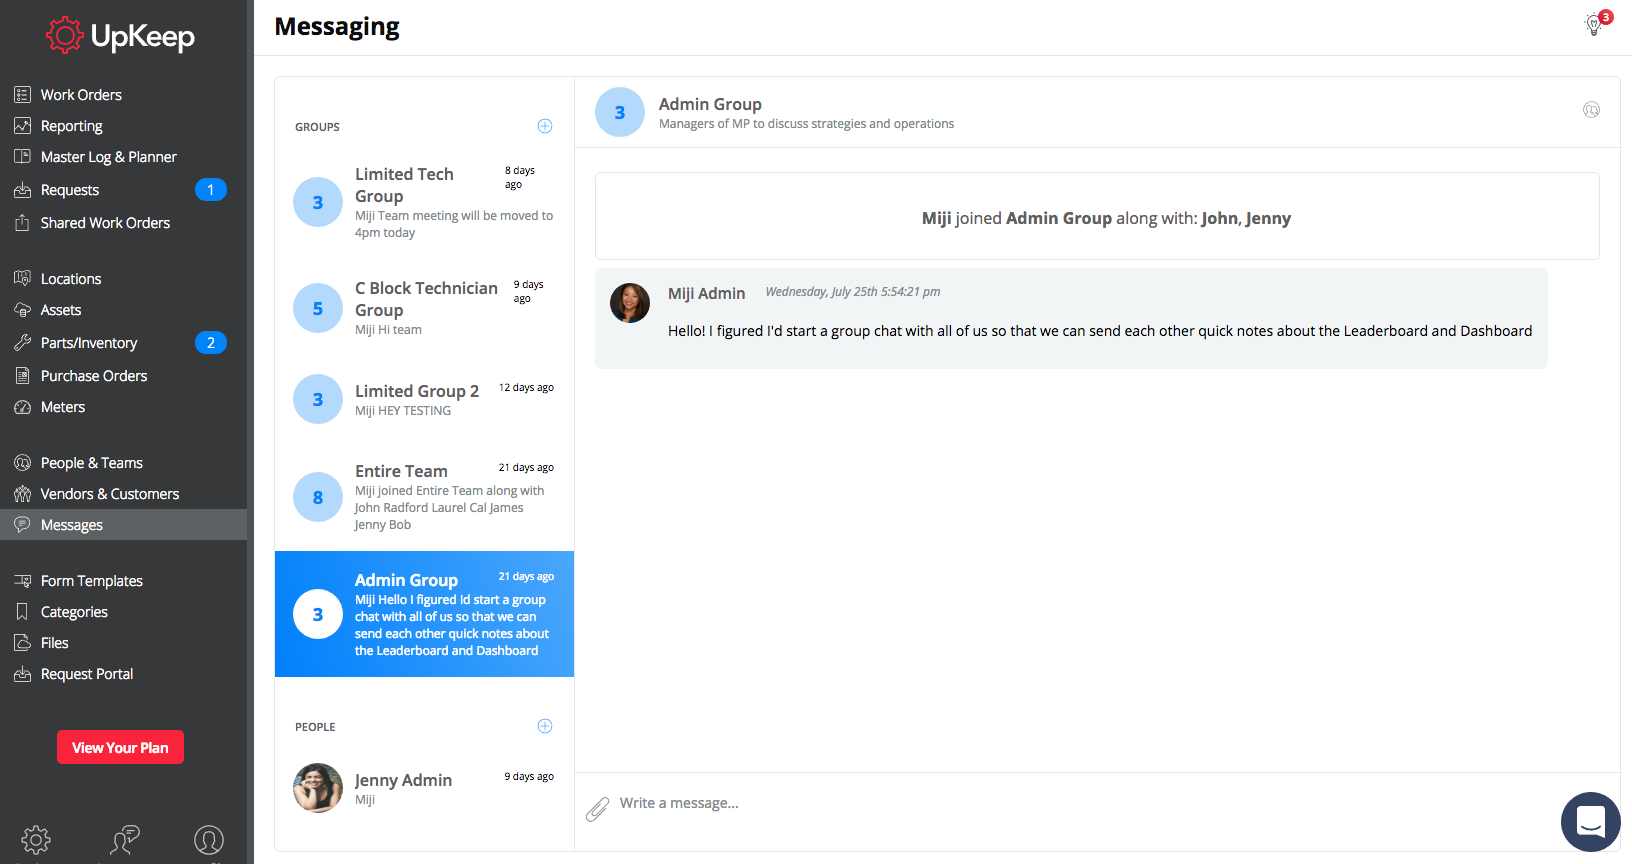 UpKeep
Work Orders
Reporting
Master Log & Planner
Requests 1
Shared Work Orders
Locations
Assets
Parts/Inventory 2
Purchase Orders
Meters
People & Teams
Vendors & Customers
Messages
Form Templates
Categories
Files
Request Portal
View Your Plan
Messaging
3
GROUPS
3
Limited Tech
Group
8 days
ago
Miji Team meeting will be moved to
4pm today
5
C Block Technician
Group
9 days
ago
Miji Hi team
3
Limited Group 2
12 days ago
Miji HEY TESTING
8
Entire Team
21 days ago
Miji joined Entire Team along with
John Radford Laurel Cal James
Jenny Bob
3
Admin Group
21 days ago
Miji Hello I figured Id start a group
chat with all of us so that we can
send each other quick notes about
the Leaderboard and Dashboard
PEOPLE
Jenny Admin
9 days ago
Miji
3
Admin Group
Managers of MP to discuss strategies and operations
Miji joined Admin Group along with: John, Jenny
Miji Admin Wednesday, July 25th 5:54:21 pm
Hello! I figured I'd start a group chat with all of us so that we can send each other quick notes about the Leaderboard and Dashboard
Write a message...